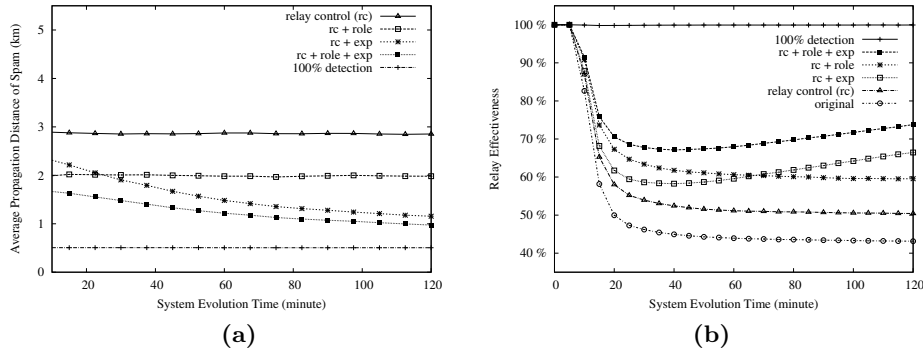 Average Propagation Distance of Spam (km)
5
4
3
2
1
0
20
40
60
80
100
120
System Evolution Time (minute)
relay control (rc)
rc + role
rc + exp
rc + role + exp
100% detection
(a)
Relay Effectiveness
100 %
90 %
80 %
70 %
60 %
50 %
40 %
0
20
40
60
80
100
120
System Evolution Time (minute)
100% detection
rc + role + exp
rc + role
rc + exp
relay control (rc)
original
(b)